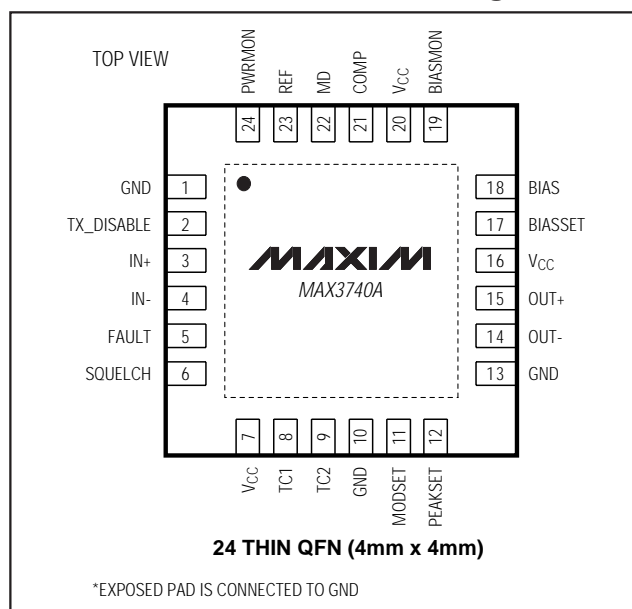 TOP VIEW
PWRMON
REF
MD
COMP
VCC
BIASMON
24
23
22
21
20
19
GND 1
TX_DISABLE 2
IN+ 3
IN- 4
FAULT 5
SQUELCH 6
18 BIAS
17 BIASSET
16 VCC
15 OUT+
14 OUT-
13 GND
MAXIM
MAX3740A
7
8
9
10
11
12
VCC
TC1
TC2
GND
MODSET
PEAKSET
24 THIN QFN (4mm x 4mm)
*EXPOSED PAD IS CONNECTED TO GND